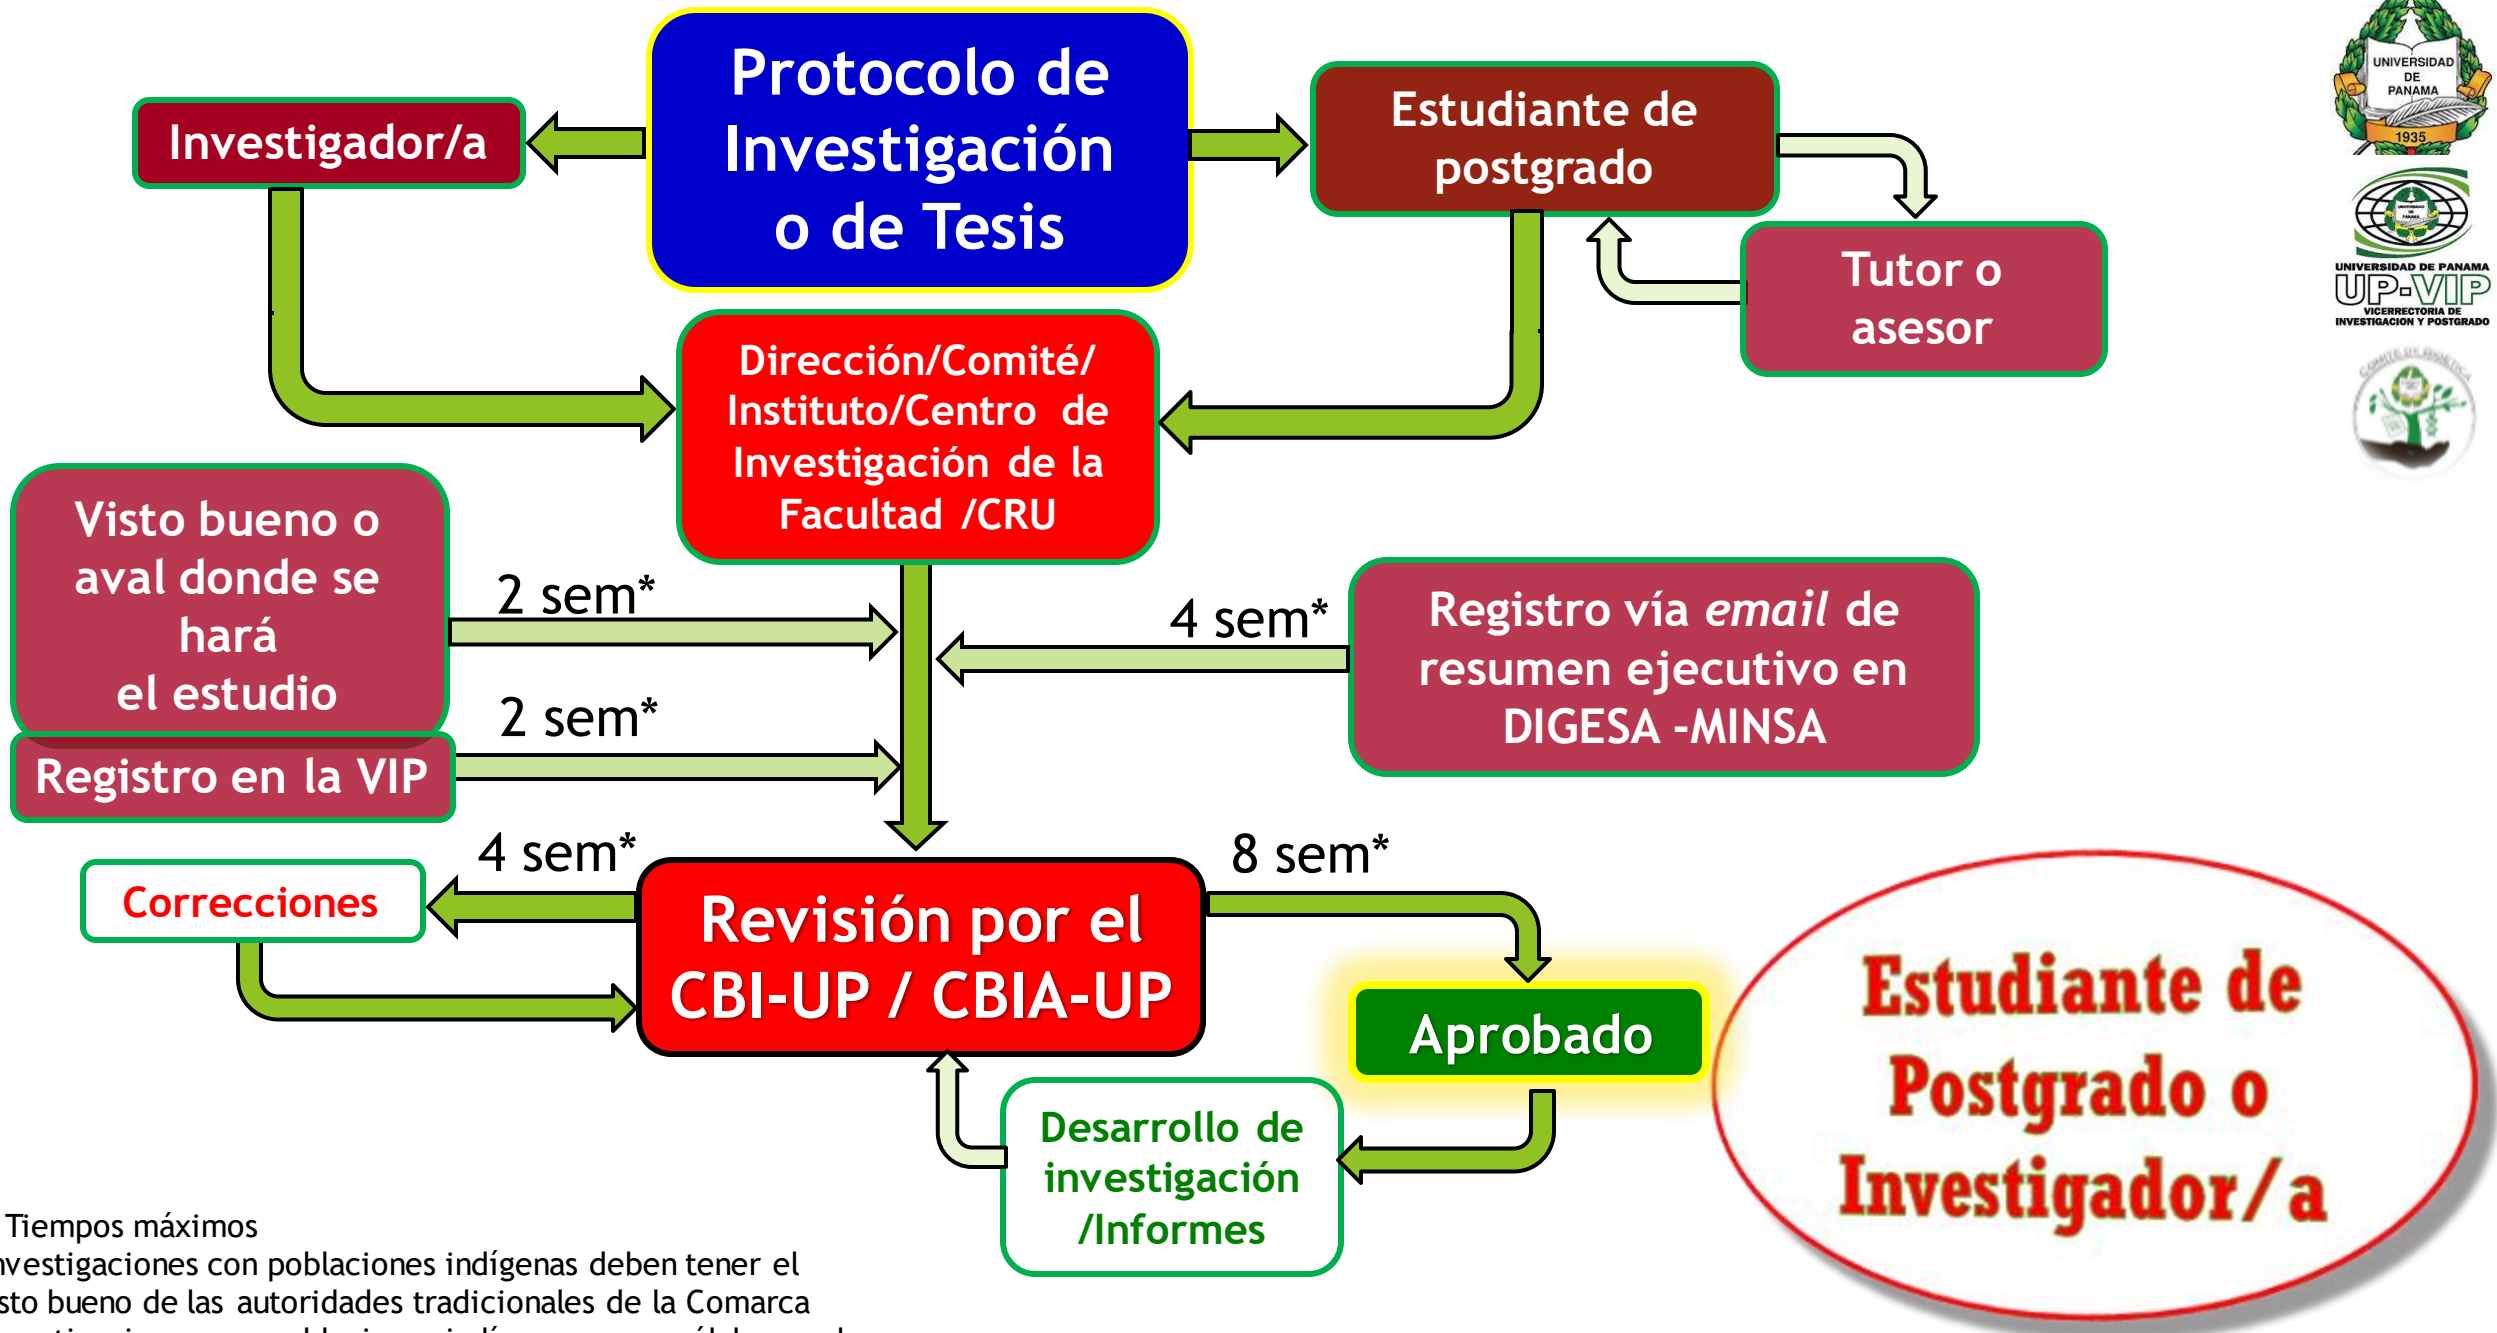 Protocolo de
Investigación
o de Tesis
Investigador/a
Estudiante de
postgrado
Tutor o
asesor
UNIVERSIDAD
DE
PANAMA
1935
UNIVERSIDAD DE PANAMA
UP-VIP
VICERRECTORIA DE
INVESTIGACION Y POSTGRADO
COMITÉ DE BIOÉTICA
Dirección/Comité/
Instituto/Centro de
Investigación de la
Facultad /CRU
Visto bueno o
aval donde se
hará
el estudio
2 sem*
4 sem*
Registro vía email de
resumen ejecutivo en
DIGESA -MINSA
2 sem*
Registro en la VIP
4 sem*
8 sem*
Correcciones
Revisión por el
CBI-UP / CBIA-UP
Aprobado
Desarrollo de
investigación
/Informes
Estudiante de
Postgrado o
Investigador/a
Tiempos máximos
nvestigaciones con poblaciones indígenas deben tener el
sto bueno de las autoridades tradicionales de la Comarca